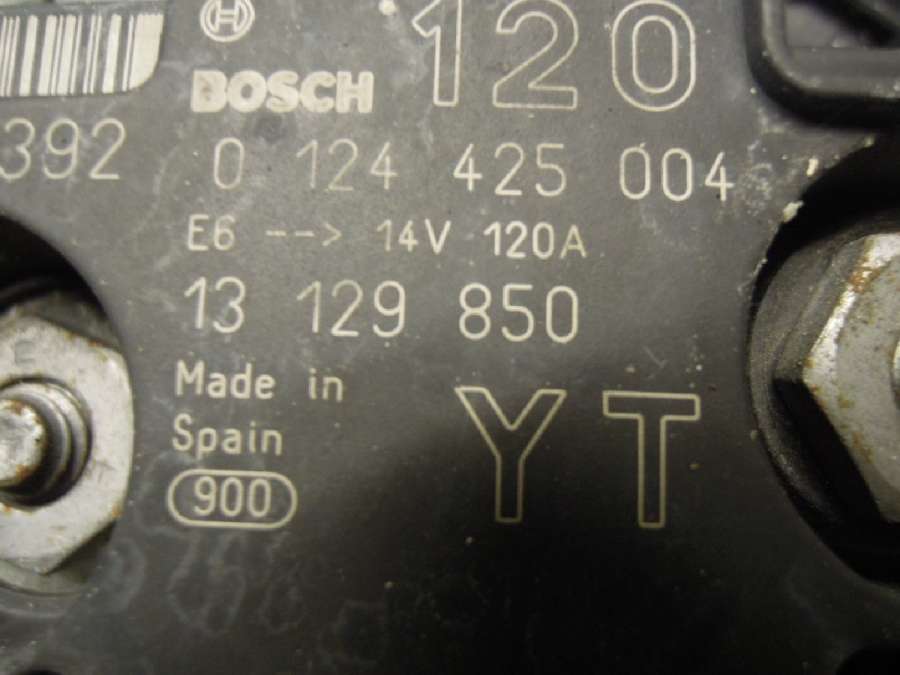 BOSCH 120
392 0 124 425 004
E6 --> 14V 120A
13 129 850
Made in
Spain
900
YT